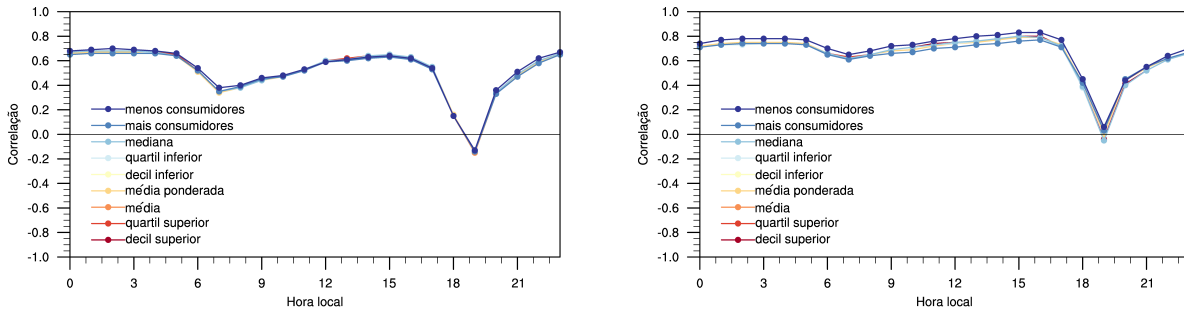 1.0
0.8
0.6
0.4
0.2
0.0
-0.2
-0.4
-0.6
-0.8
-1.0
Correlação
menos consumidores
mais consumidores
mediana
quartil inferior
decil inferior
média ponderada
média
quartil superior
decil superior
0 3 6 9 12 15 18 21
Hora local
1.0
0.8
0.6
0.4
0.2
0.0
-0.2
-0.4
-0.6
-0.8
-1.0
Correlação
menos consumidores
mais consumidores
mediana
quartil inferior
decil inferior
média ponderada
média
quartil superior
decil superior
0 3 6 9 12 15 18 21
Hora local